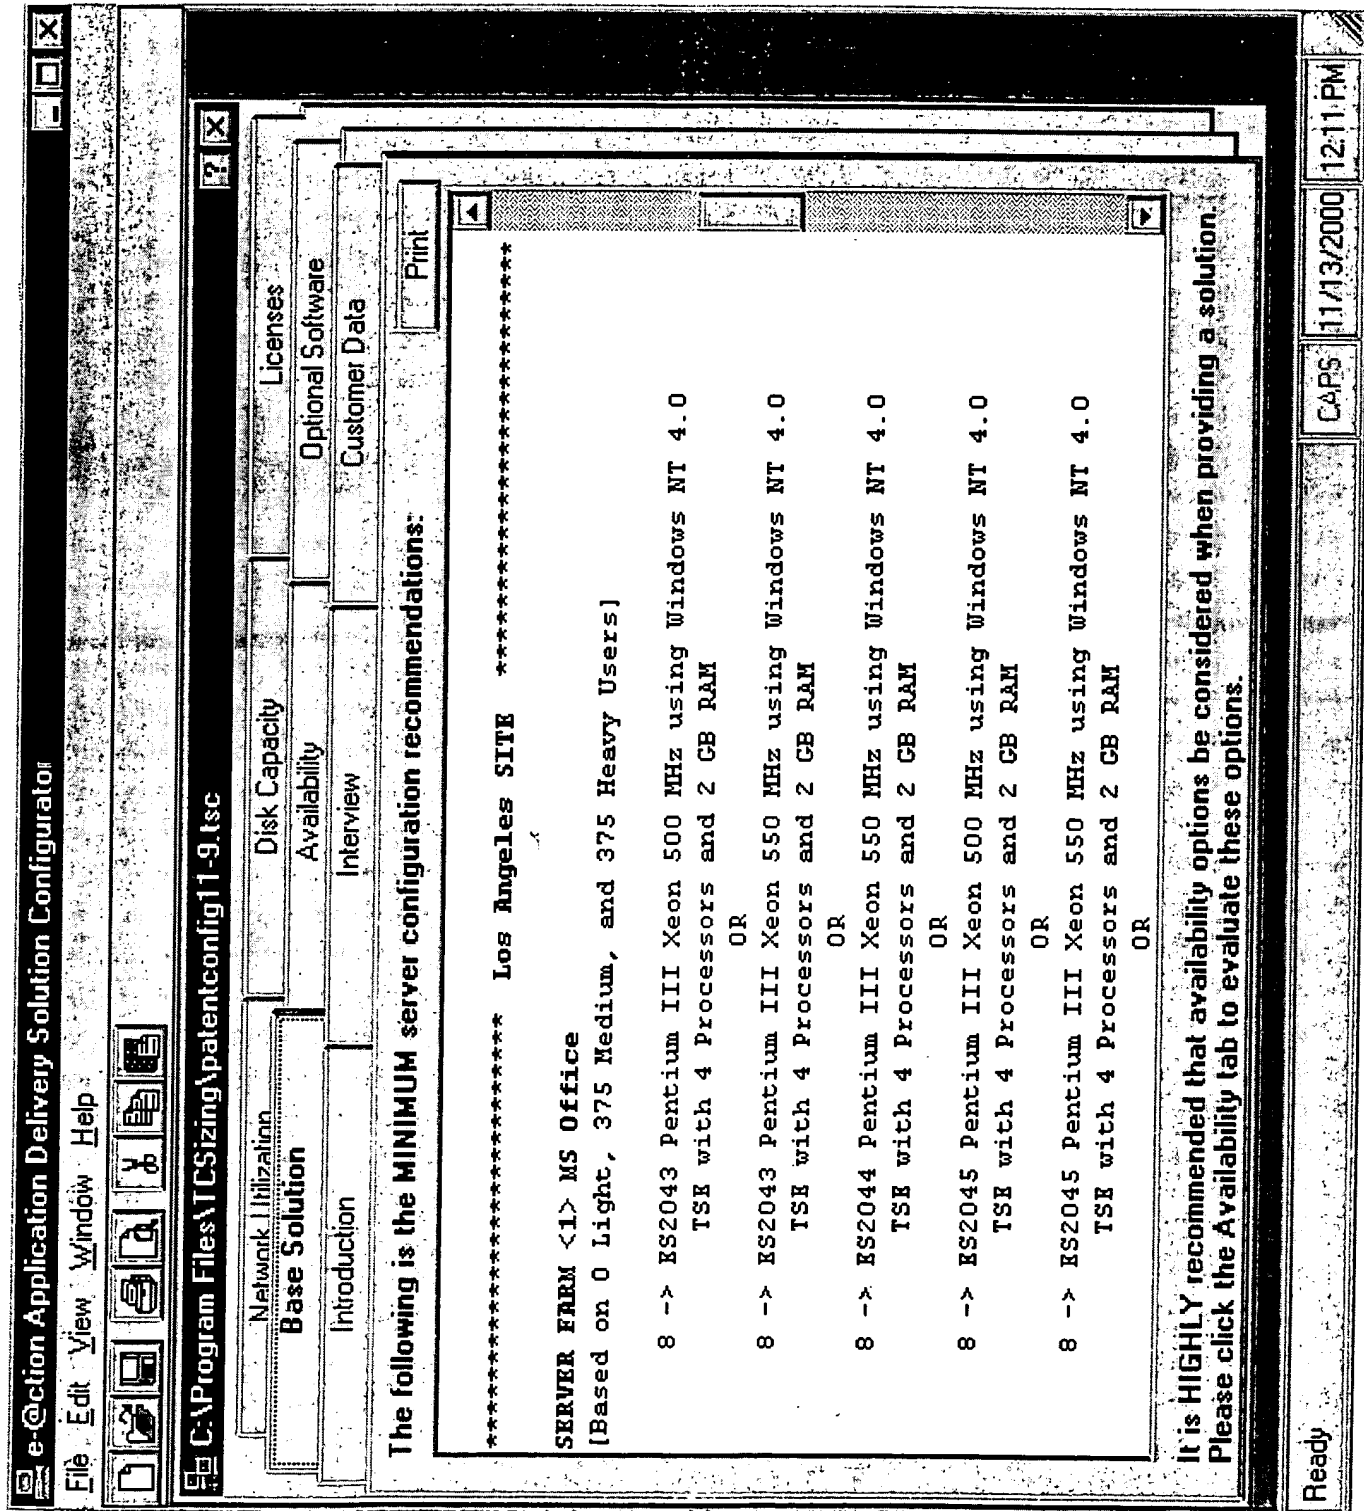 e-@ction Application Delivery Solution Configurator
File Edit View Window Help
C:\Program Files\TCSizing\patentconfig11-9.tsc
Network Utilization Disk Capacity Licenses
Base Solution Availability Optional Software
Introduction Interview Customer Data
The following is the MINIMUM server configuration recommendations:
Print
****************************** Los Angeles SITE ******************************
SERVER FARM <1> MS Office
[Based on 0 Light, 375 Medium, and 375 Heavy Users]
8 -> ES2043 Pentium III Xeon 500 MHz using Windows NT 4.0
TSE with 4 Processors and 2 GB RAM
OR
8 -> ES2043 Pentium III Xeon 550 MHz using Windows NT 4.0
TSE with 4 Processors and 2 GB RAM
OR
8 -> ES2044 Pentium III Xeon 550 MHz using Windows NT 4.0
TSE with 4 Processors and 2 GB RAM
OR
8 -> ES2045 Pentium III Xeon 500 MHz using Windows NT 4.0
TSE with 4 Processors and 2 GB RAM
OR
8 -> ES2045 Pentium III Xeon 550 MHz using Windows NT 4.0
TSE with 4 Processors and 2 GB RAM
OR
It is HIGHLY recommended that availability options be considered when providing a solution.
Please click the Availability tab to evaluate these options.
Ready CAPS 11/13/2000 12:11 PM